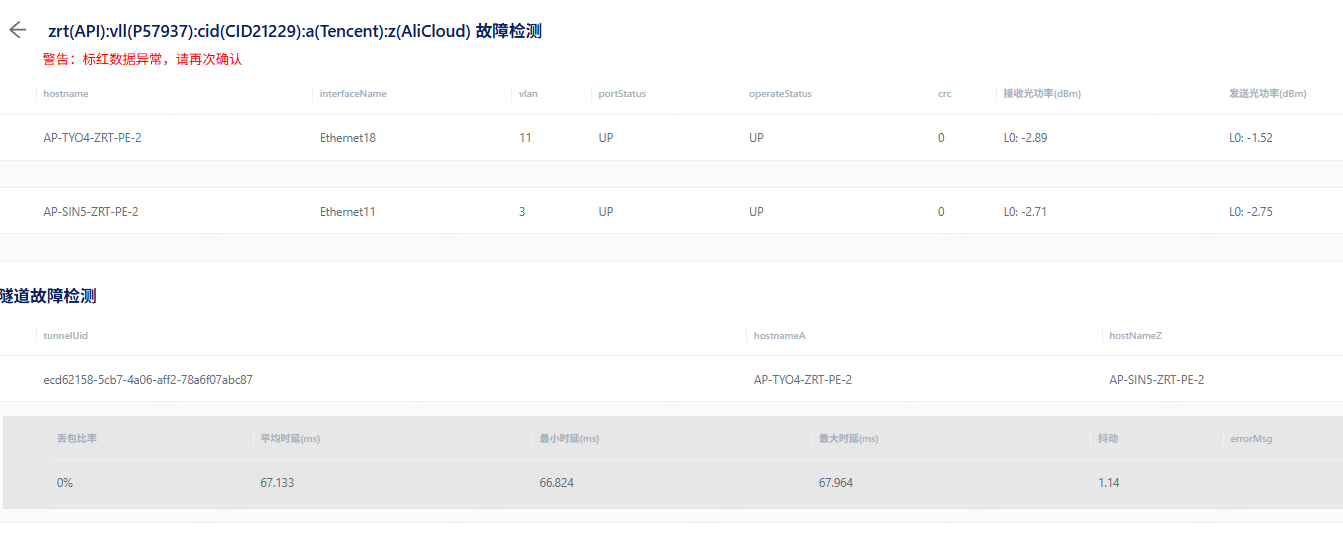 zrt(API):vll(P57937):cid(CID21229):a(Tencent):z(AliCloud) 故障检测
警告：标红数据异常，请再次确认
hostname interfaceName vlan portStatus operateStatus crc 接收光功率(dBm) 发送光功率(dBm)
AP-TYO4-ZRT-PE-2 Ethernet18 11 UP UP 0 L0: -2.89 L0: -1.52
AP-SIN5-ZRT-PE-2 Ethernet11 3 UP UP 0 L0: -2.71 L0: -2.75
隧道故障检测
tunnelUid hostnameA hostNameZ
ecd62158-5cb7-4a06-aff2-78a6f07abc87 AP-TYO4-ZRT-PE-2 AP-SIN5-ZRT-PE-2
丢包比率 平均时延(ms) 最小时延(ms) 最大时延(ms) 抖动 errorMsg
0% 67.133 66.824 67.964 1.14